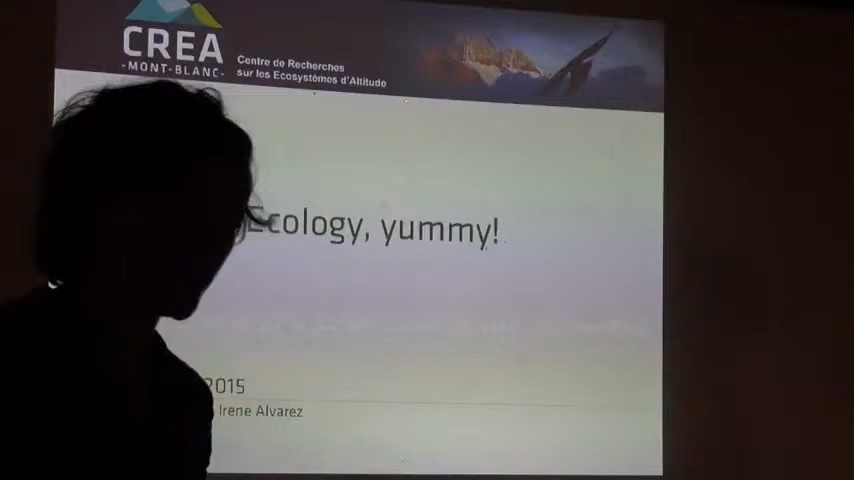 CREA
-MONT-BLANC-
Centre de Recherches
sur les Ecosystèmes d'Altitude
Ecology, yummy!
2015
Irene Alvarez